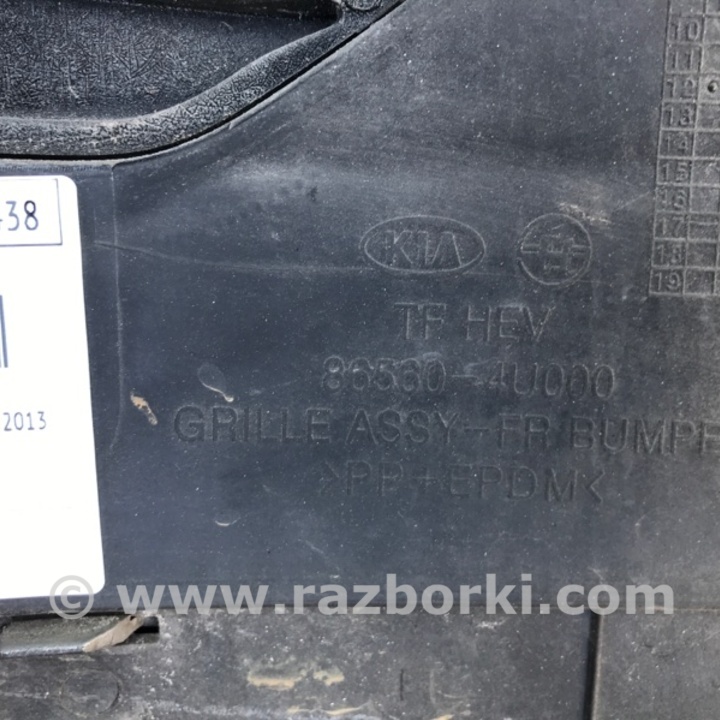 10
11
12
13
14
15
16
17
18
19
438
KIA
TF HEV
86560-4U000
2013
GRILLE ASSY-FR BUMPE
>PP+EPDM<
© www.razborki.com